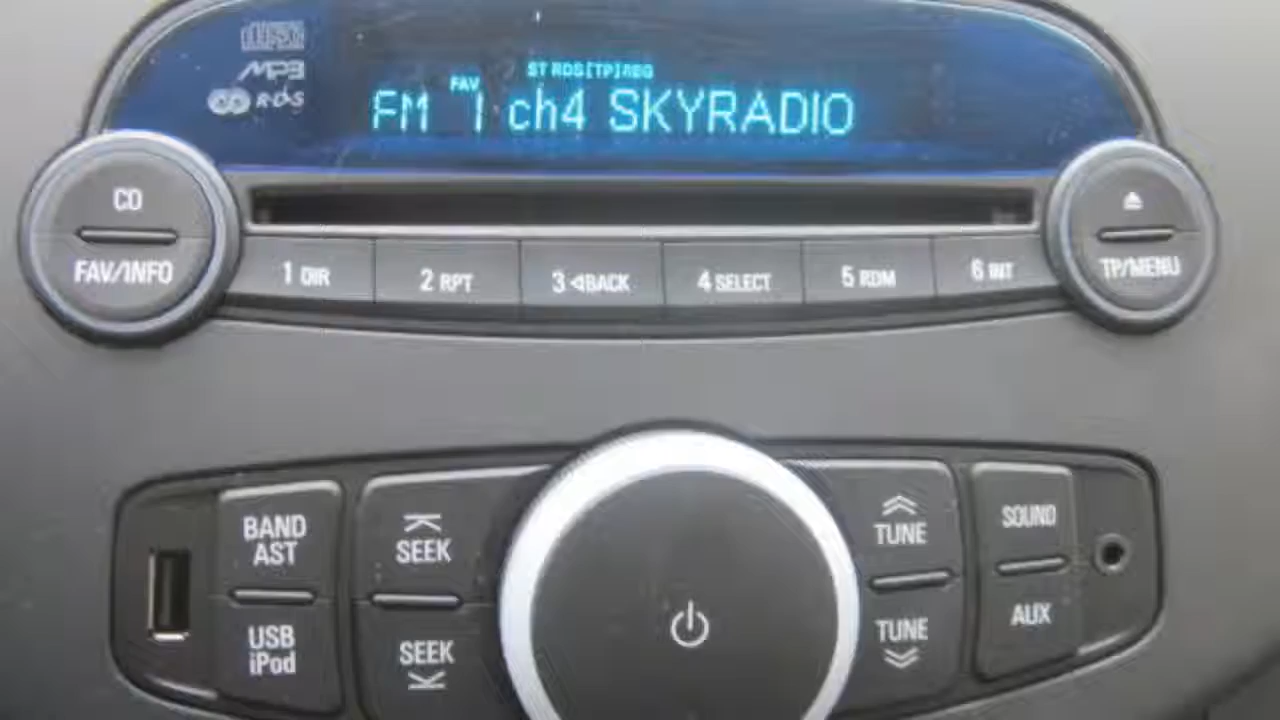 MP3
RDS
ST RDS[TP]REG
FAV
FM 1 ch4 SKYRADIO
CD
FAV/INFO
1 DIR
2 RPT
3 ◁BACK
4 SELECT
5 RDM
6 INT
TP/MENU
BAND
AST
USB
iPod
SEEK
SEEK
TUNE
TUNE
SOUND
AUX